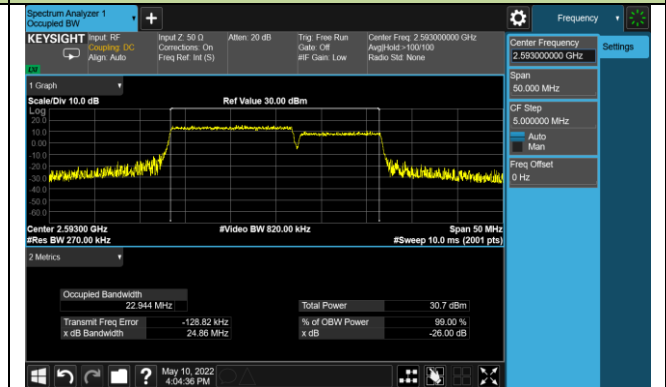 Spectrum Analyzer 1
Occupied BW
+
Frequency
KEYSIGHT
Input: RF
Coupling: DC
Align: Auto
Input Z: 50 Ω
Corrections: On
Freq Ref: Int (S)
Atten: 20 dB
Trig: Free Run
Gate: Off
#IF Gain: Low
Center Freq: 2.593000000 GHz
Avg|Hold:>100/100
Radio Std: None
LM
Center Frequency
2.593000000 GHz
Settings
Span
50.000 MHz
CF Step
5.000000 MHz
Auto
Man
Freq Offset
0 Hz
1 Graph
Scale/Div 10.0 dB
Ref Value 30.00 dBm
Log
20.0
10.0
0.00
-10.0
-20.0
-30.0
-40.0
-50.0
-60.0
Center 2.59300 GHz
#Video BW 820.00 kHz
Span 50 MHz
#Res BW 270.00 kHz
#Sweep 10.0 ms (2001 pts)
2 Metrics
Occupied Bandwidth
22.944 MHz
Total Power
30.7 dBm
Transmit Freq Error
-128.82 kHz
% of OBW Power
99.00 %
x dB Bandwidth
24.86 MHz
x dB
-26.00 dB
?
May 10, 2022
4:04:36 PM